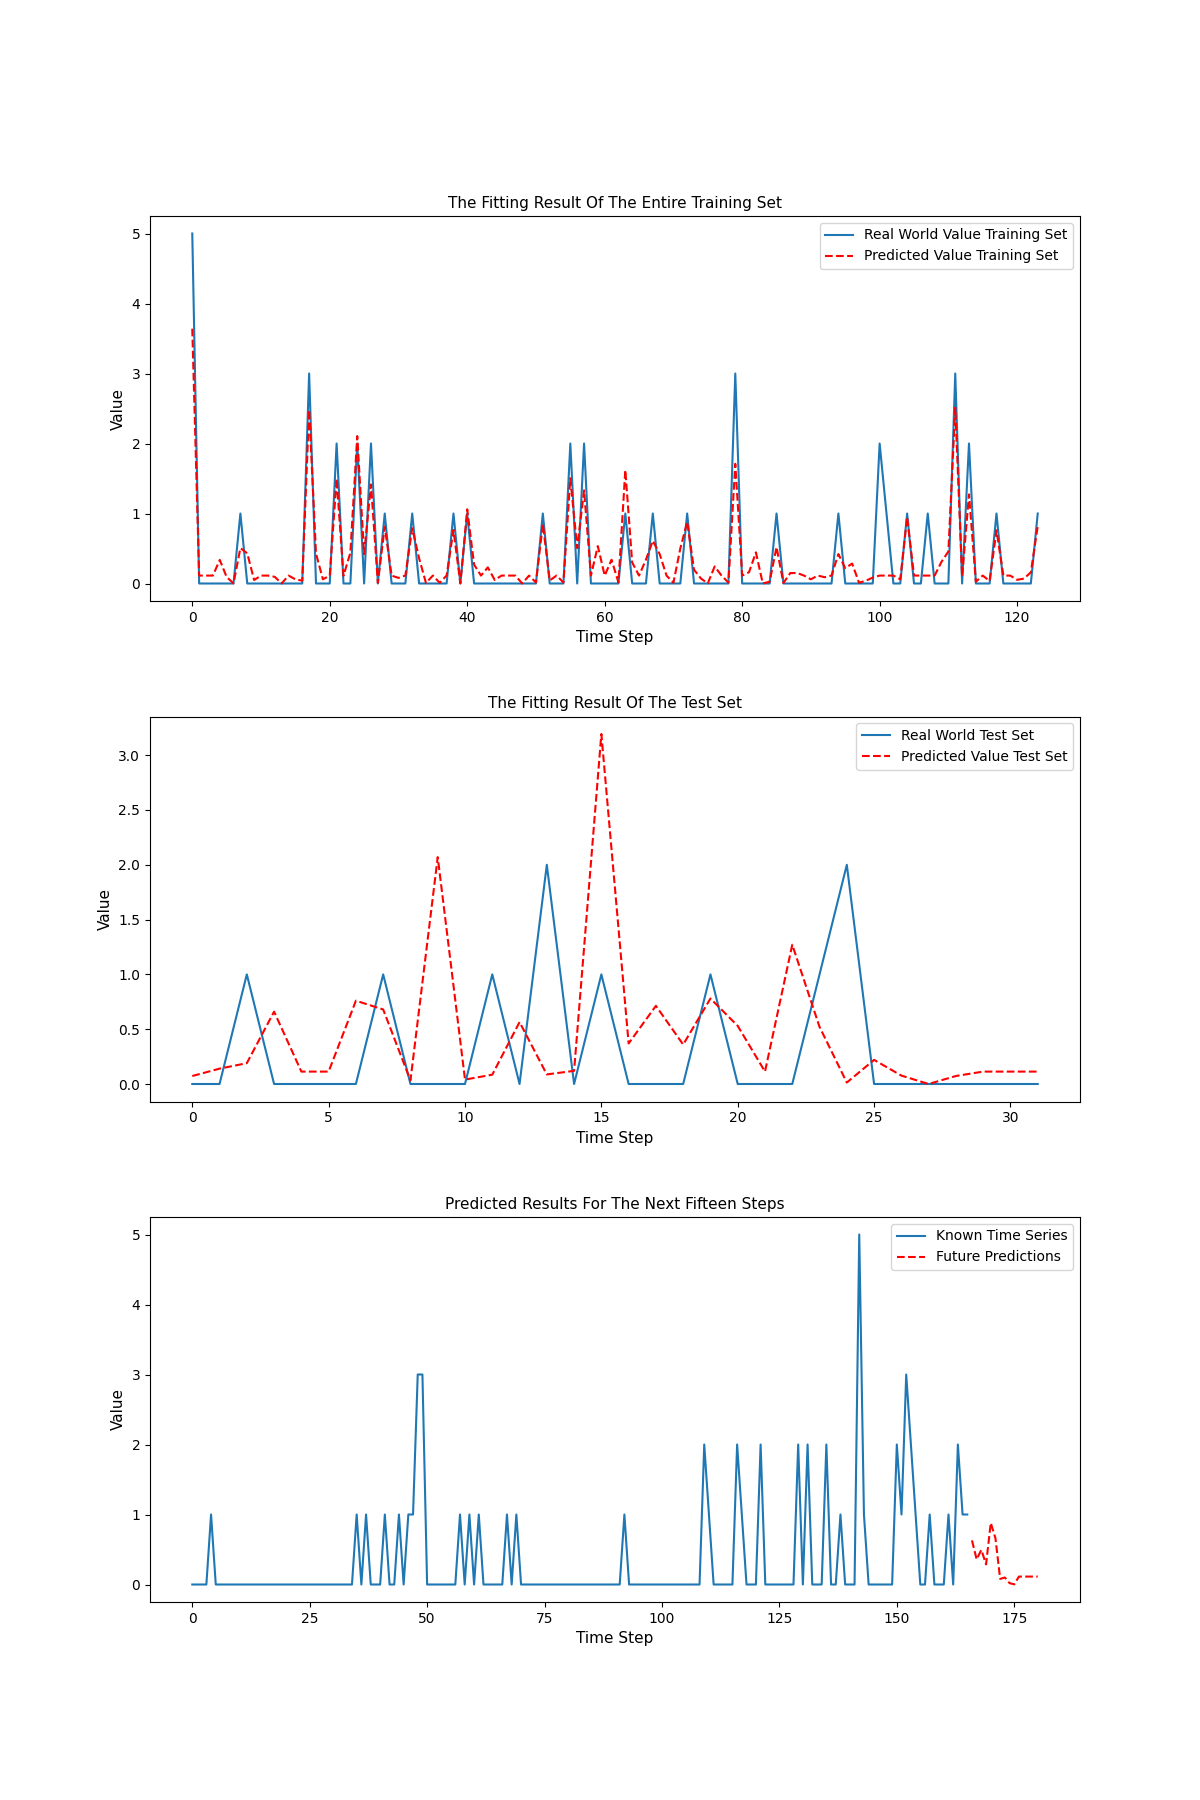 The Fitting Result Of The Entire Training Set
Real World Value Training Set
Predicted Value Training Set
Value
5
4
3
2
1
0
0 20 40 60 80 100 120
Time Step
The Fitting Result Of The Test Set
Real World Test Set
Predicted Value Test Set
Value
3.0
2.5
2.0
1.5
1.0
0.5
0.0
0 5 10 15 20 25 30
Time Step
Predicted Results For The Next Fifteen Steps
Known Time Series
Future Predictions
Value
5
4
3
2
1
0
0 25 50 75 100 125 150 175
Time Step